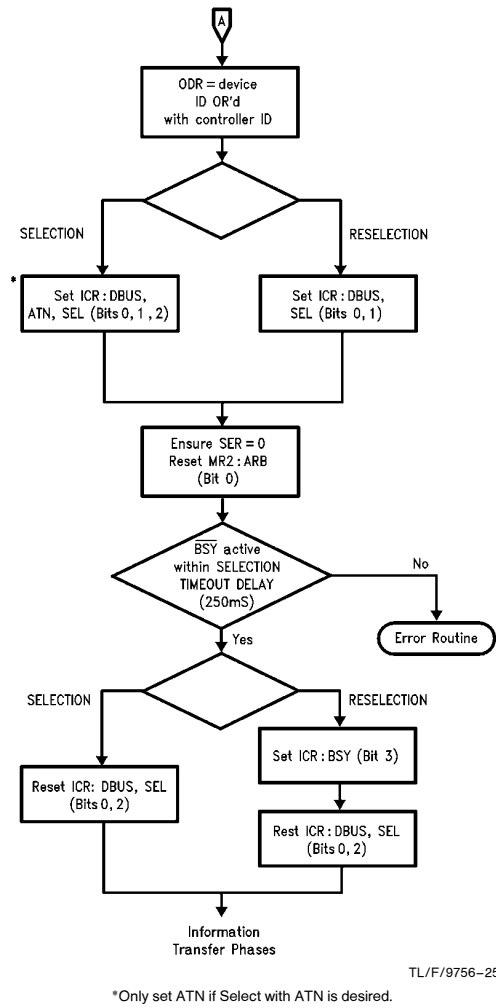 A
ODR = device
ID OR'd
with controller ID
SELECTION
RESELECTION
*
Set ICR : DBUS,
ATN, SEL (Bits 0, 1 , 2)
Set ICR : DBUS,
SEL (Bits 0, 1)
Ensure SER = 0
Reset MR2 : ARB
(Bit 0)
BSY active
within SELECTION
TIMEOUT DELAY
(250mS)
No
Error Routine
Yes
SELECTION
RESELECTION
Set ICR : BSY (Bit 3)
Reset ICR: DBUS, SEL
(Bits 0, 2)
Rest ICR : DBUS, SEL
(Bits 0, 2)
Information
Transfer Phases
TL/F/9756–25
*Only set ATN if Select with ATN is desired.